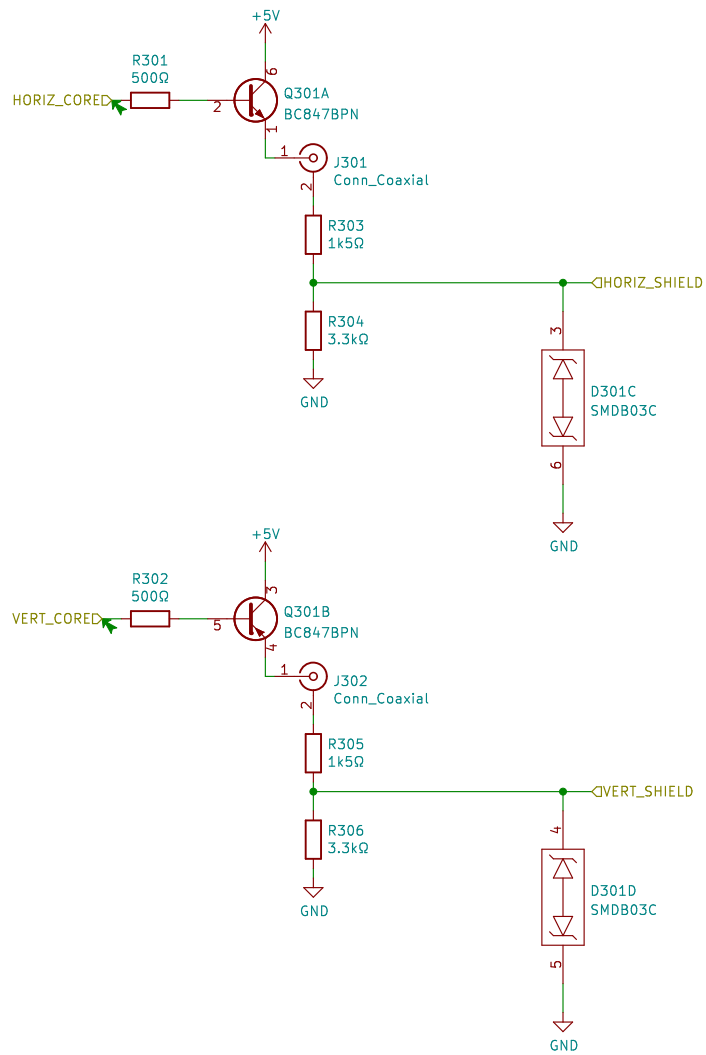 +5V
R301
500Ω
HORIZ_CORE
2
6
Q301A
BC847BPN
1
1
J301
Conn_Coaxial
2
R303
1k5Ω
HORIZ_SHIELD
R304
3.3kΩ
GND
3
D301C
SMDB03C
6
GND
+5V
R302
500Ω
VERT_CORE
5
3
Q301B
BC847BPN
4
1
J302
Conn_Coaxial
2
R305
1k5Ω
VERT_SHIELD
R306
3.3kΩ
GND
4
D301D
SMDB03C
5
GND